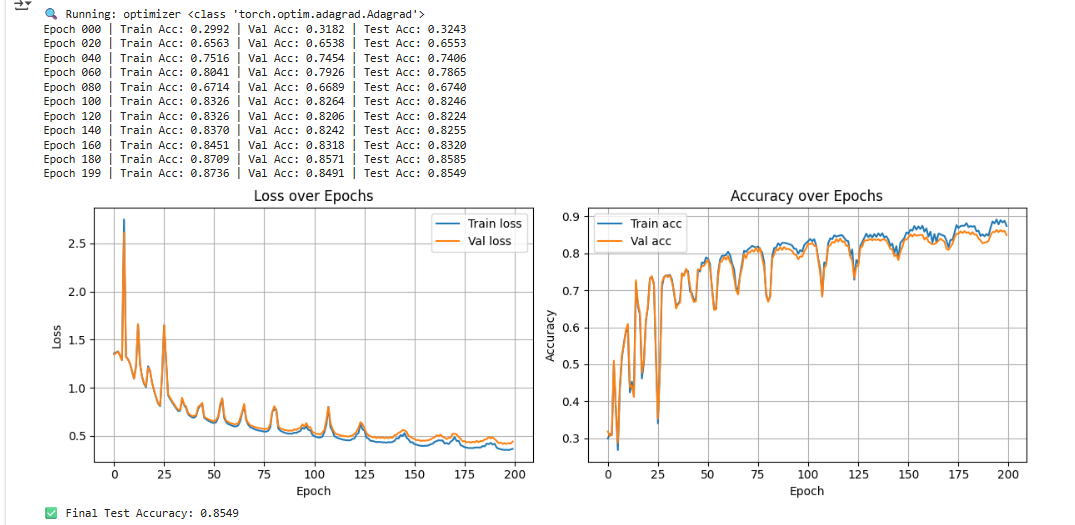 🔍 Running: optimizer <class 'torch.optim.adagrad.Adagrad'>
Epoch 000 | Train Acc: 0.2992 | Val Acc: 0.3182 | Test Acc: 0.3243
Epoch 020 | Train Acc: 0.6563 | Val Acc: 0.6538 | Test Acc: 0.6553
Epoch 040 | Train Acc: 0.7516 | Val Acc: 0.7454 | Test Acc: 0.7406
Epoch 060 | Train Acc: 0.8041 | Val Acc: 0.7926 | Test Acc: 0.7865
Epoch 080 | Train Acc: 0.6714 | Val Acc: 0.6689 | Test Acc: 0.6740
Epoch 100 | Train Acc: 0.8326 | Val Acc: 0.8264 | Test Acc: 0.8246
Epoch 120 | Train Acc: 0.8326 | Val Acc: 0.8206 | Test Acc: 0.8224
Epoch 140 | Train Acc: 0.8370 | Val Acc: 0.8242 | Test Acc: 0.8255
Epoch 160 | Train Acc: 0.8451 | Val Acc: 0.8318 | Test Acc: 0.8320
Epoch 180 | Train Acc: 0.8709 | Val Acc: 0.8571 | Test Acc: 0.8585
Epoch 199 | Train Acc: 0.8736 | Val Acc: 0.8491 | Test Acc: 0.8549
Loss over Epochs
Train loss
Val loss
2.5
2.0
1.5
1.0
0.5
Loss
0 25 50 75 100 125 150 175 200
Epoch
Accuracy over Epochs
Train acc
Val acc
0.9
0.8
0.7
0.6
0.5
0.4
0.3
Accuracy
0 25 50 75 100 125 150 175 200
Epoch
✅ Final Test Accuracy: 0.8549